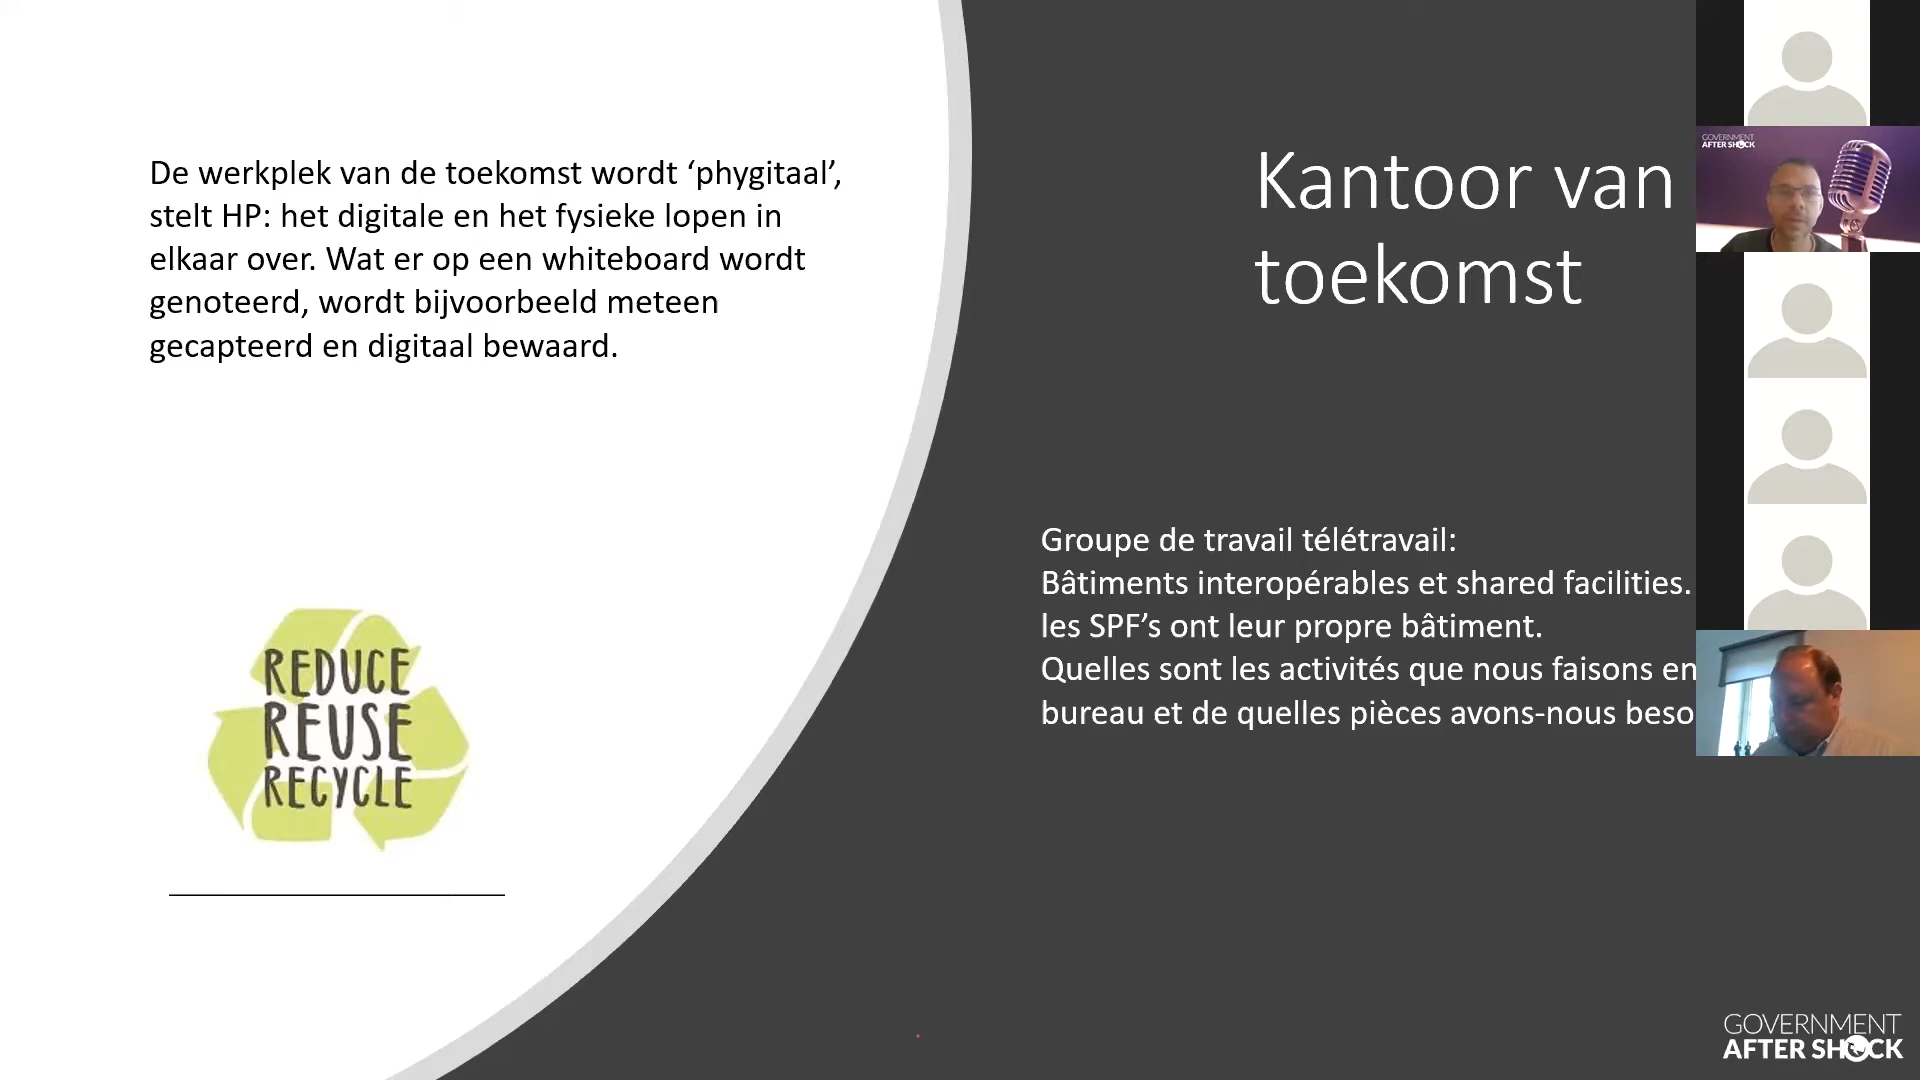 De werkplek van de toekomst wordt ‘phygitaal’,
stelt HP: het digitale en het fysieke lopen in
elkaar over. Wat er op een whiteboard wordt
genoteerd, wordt bijvoorbeeld meteen
gecapteerd en digitaal bewaard.
REDUCE
REUSE
RECYCLE
Kantoor van
toekomst
Groupe de travail télétravail:
Bâtiments interopérables et shared facilities.
les SPF’s ont leur propre bâtiment.
Quelles sont les activités que nous faisons en
bureau et de quelles pièces avons-nous beso
GOVERNMENT
AFTER SHOCK
GOVERNMENT
AFTER SHOCK